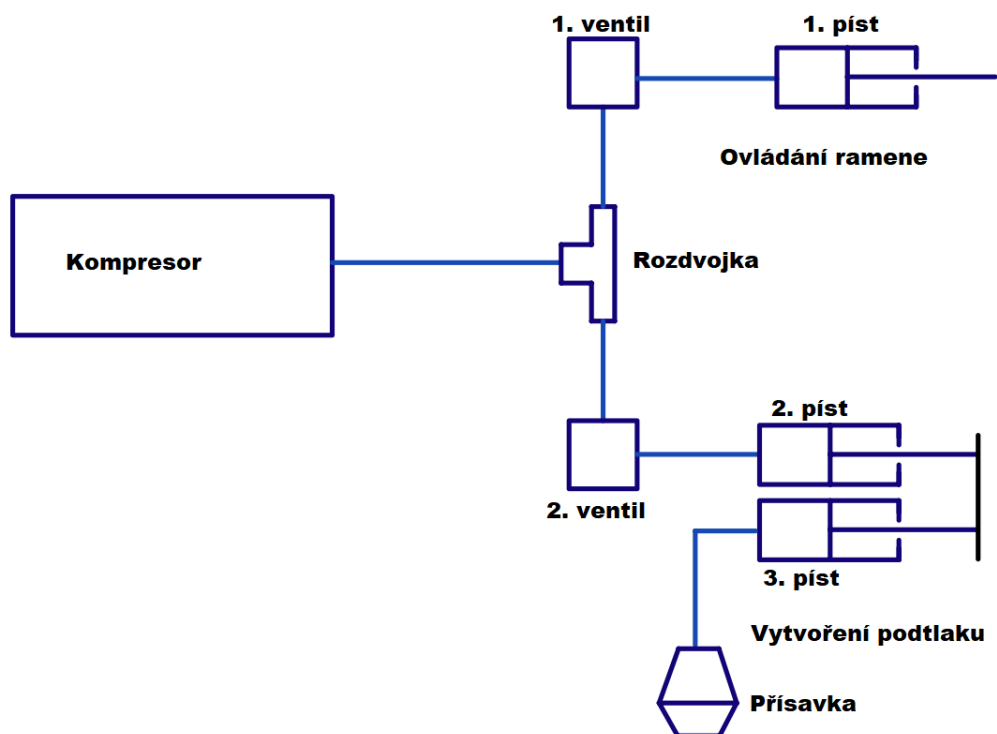 1. ventil
1. píst
Ovládání ramene
Kompresor
Rozdvojka
2. píst
2. ventil
3. píst
Vytvoření podtlaku
Přísavka